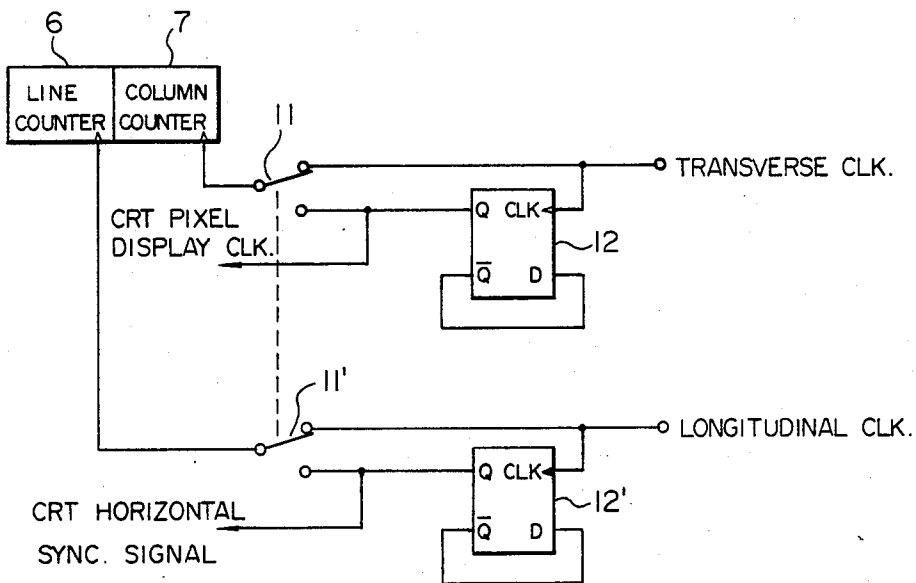 6 7
LINE COUNTER
COLUMN COUNTER
11
TRANSVERSE CLK.
CRT PIXEL
DISPLAY CLK.
Q CLK
12
Q̅ D
11'
LONGITUDINAL CLK.
Q CLK
12'
Q̅ D
CRT HORIZONTAL
SYNC. SIGNAL